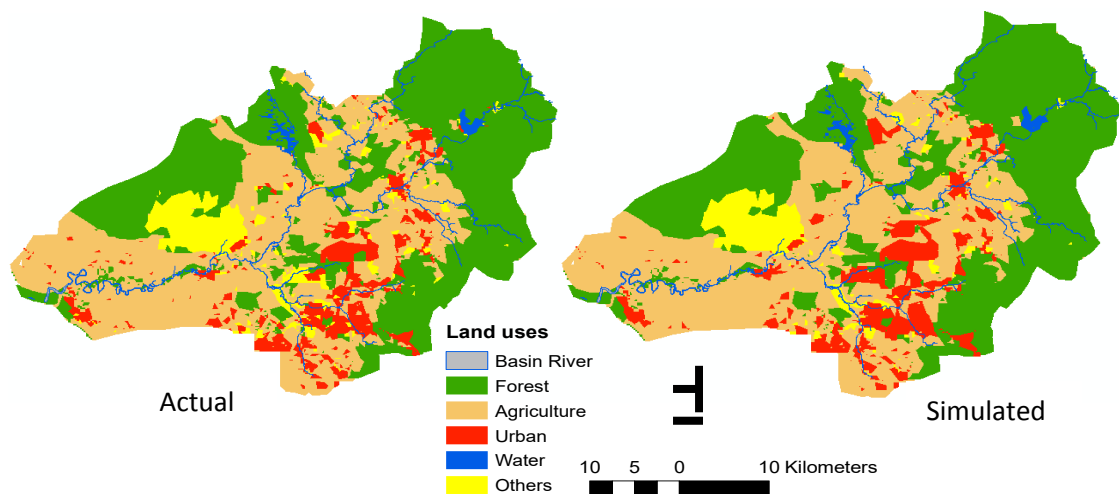 Actual
Simulated
Land uses
Basin River
Forest
Agriculture
Urban
Water
Others
10 5 0 10 Kilometers